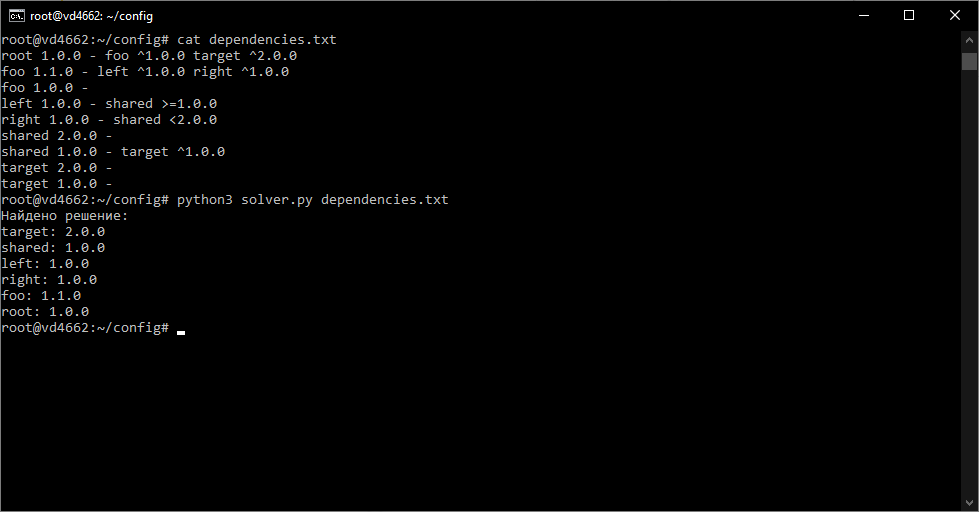 root@vd4662: ~/config
root@vd4662:~/config# cat dependencies.txt
root 1.0.0 - foo ^1.0.0 target ^2.0.0
foo 1.1.0 - left ^1.0.0 right ^1.0.0
foo 1.0.0 -
left 1.0.0 - shared >=1.0.0
right 1.0.0 - shared <2.0.0
shared 2.0.0 -
shared 1.0.0 - target ^1.0.0
target 2.0.0 -
target 1.0.0 -
root@vd4662:~/config# python3 solver.py dependencies.txt
Найдено решение:
target: 2.0.0
shared: 1.0.0
left: 1.0.0
right: 1.0.0
foo: 1.1.0
root: 1.0.0
root@vd4662:~/config#